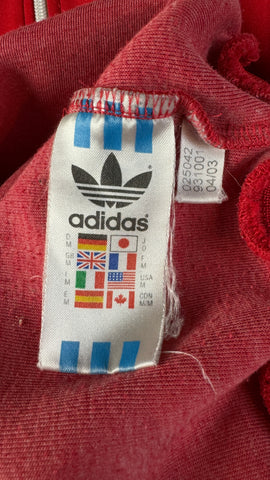 adidas
D J
M O
GB F
M M
I USA
M M
E CDN
M M/M
025042
931001
04/03